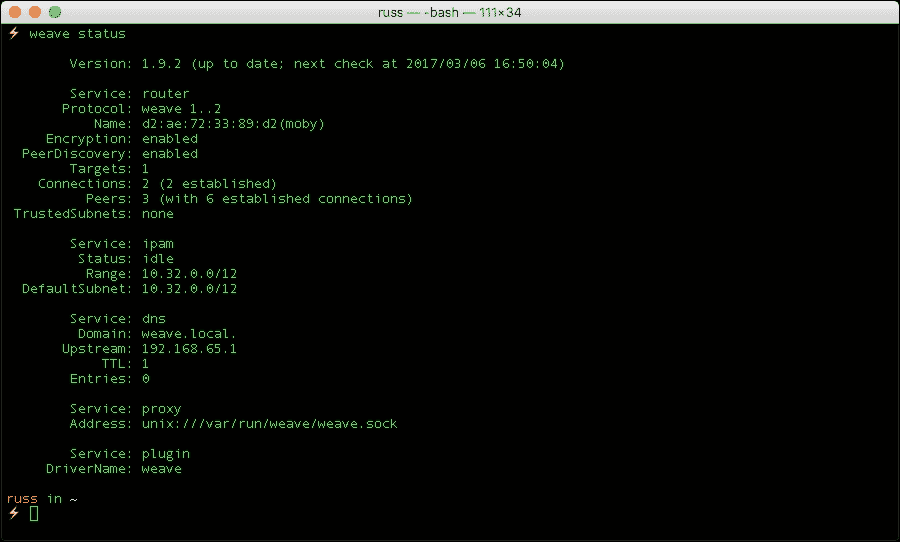 russ — -bash — 111×34
⚡ weave status
Version: 1.9.2 (up to date; next check at 2017/03/06 16:50:04)
Service: router
Protocol: weave 1..2
Name: d2:ae:72:33:89:d2(moby)
Encryption: enabled
PeerDiscovery: enabled
Targets: 1
Connections: 2 (2 established)
Peers: 3 (with 6 established connections)
TrustedSubnets: none
Service: ipam
Status: idle
Range: 10.32.0.0/12
DefaultSubnet: 10.32.0.0/12
Service: dns
Domain: weave.local.
Upstream: 192.168.65.1
TTL: 1
Entries: 0
Service: proxy
Address: unix:///var/run/weave/weave.sock
Service: plugin
DriverName: weave
russ in ~
⚡